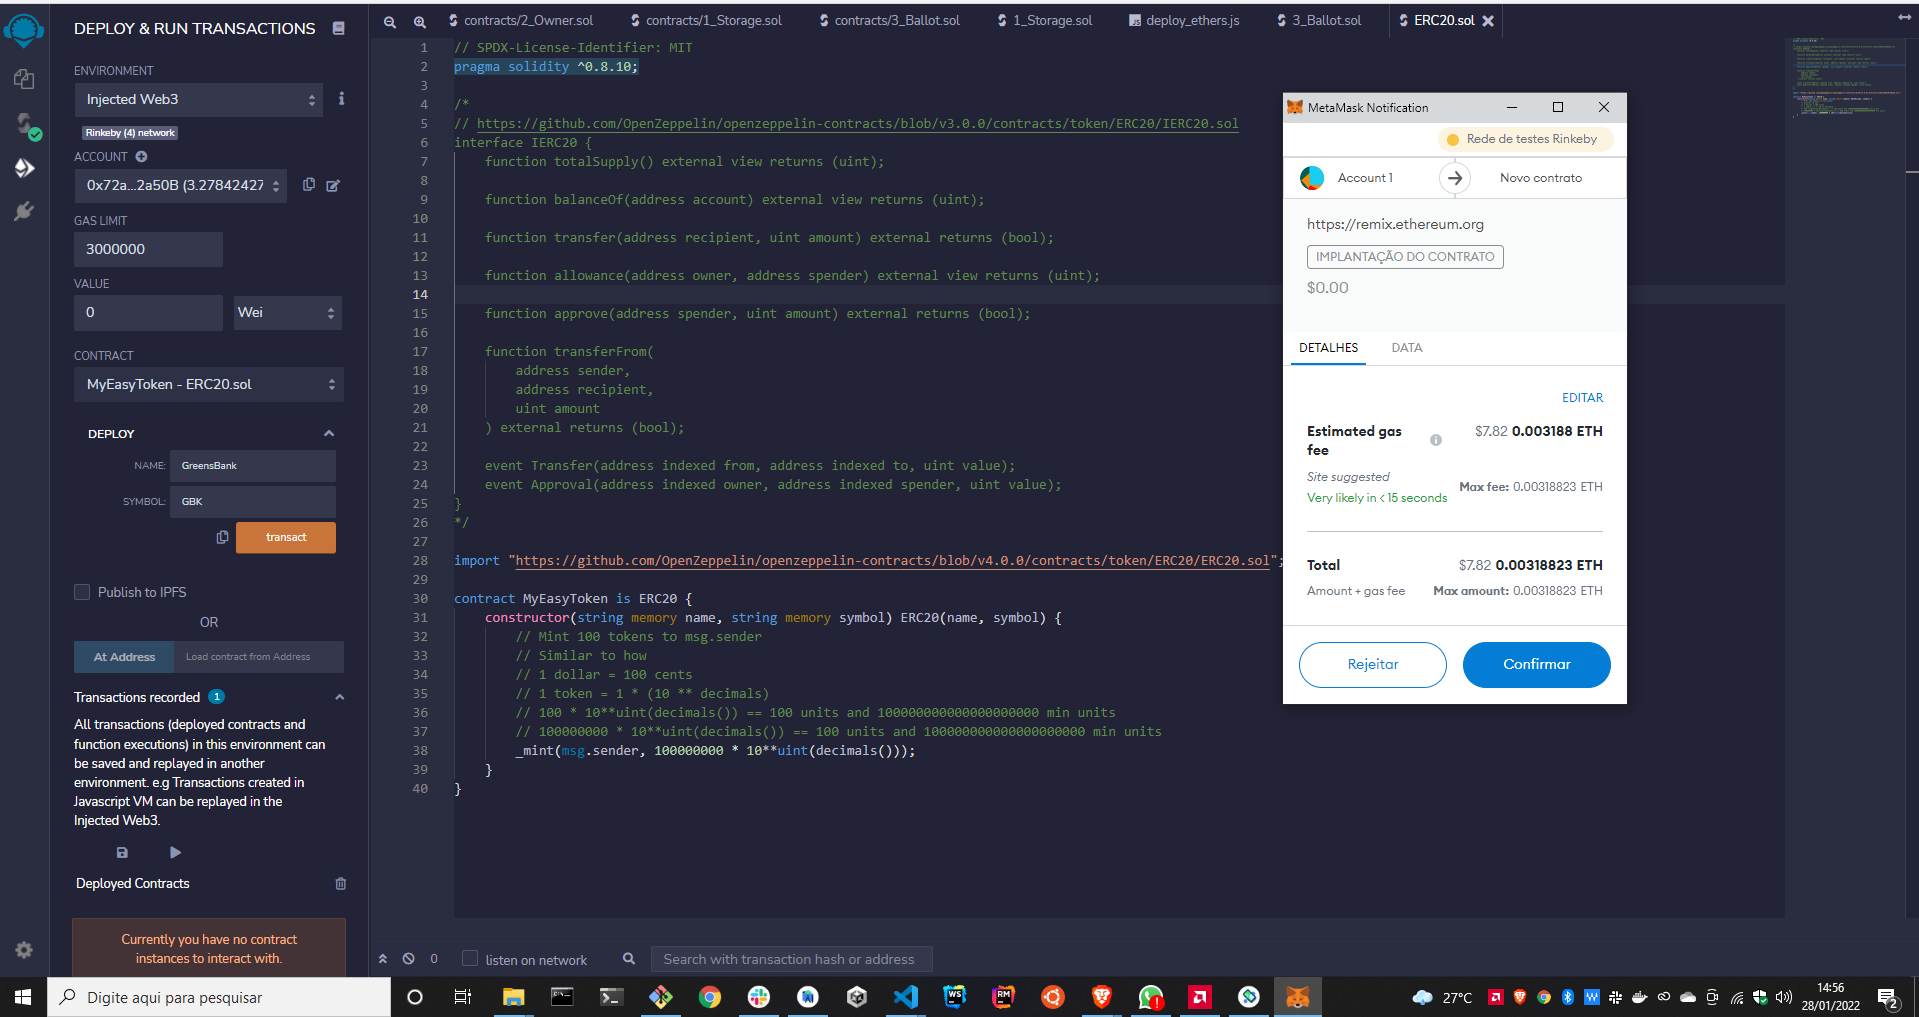 DEPLOY & RUN TRANSACTIONS
ENVIRONMENT
Injected Web3
Rinkeby (4) network
ACCOUNT
0x72a...2a50B (3.27842427
GAS LIMIT
3000000
VALUE
0
Wei
CONTRACT
MyEasyToken - ERC20.sol
DEPLOY
NAME: GreensBank
SYMBOL: GBK
transact
Publish to IPFS
OR
At Address Load contract from Address
Transactions recorded 1
All transactions (deployed contracts and
function executions) in this environment can
be saved and replayed in another
environment. e.g Transactions created in
Javascript VM can be replayed in the
Injected Web3.
Deployed Contracts
Currently you have no contract
instances to interact with.
contracts/2_Owner.sol contracts/1_Storage.sol contracts/3_Ballot.sol 1_Storage.sol deploy_ethers.js 3_Ballot.sol ERC20.sol
1 // SPDX-License-Identifier: MIT
2 pragma solidity ^0.8.10;
3
4 /*
5 // https://github.com/OpenZeppelin/openzeppelin-contracts/blob/v3.0.0/contracts/token/ERC20/IERC20.sol
6 interface IERC20 {
7 function totalSupply() external view returns (uint);
8
9 function balanceOf(address account) external view returns (uint);
10
11 function transfer(address recipient, uint amount) external returns (bool);
12
13 function allowance(address owner, address spender) external view returns (uint);
14
15 function approve(address spender, uint amount) external returns (bool);
16
17 function transferFrom(
18 address sender,
19 address recipient,
20 uint amount
21 ) external returns (bool);
22
23 event Transfer(address indexed from, address indexed to, uint value);
24 event Approval(address indexed owner, address indexed spender, uint value);
25 }
26 */
27
28 import "https://github.com/OpenZeppelin/openzeppelin-contracts/blob/v4.0.0/contracts/token/ERC20/ERC20.sol";
29
30 contract MyEasyToken is ERC20 {
31 constructor(string memory name, string memory symbol) ERC20(name, symbol) {
32 // Mint 100 tokens to msg.sender
33 // Similar to how
34 // 1 dollar = 100 cents
35 // 1 token = 1 * (10 ** decimals)
36 // 100 * 10**uint(decimals()) == 100 units and 100000000000000000000 min units
37 // 100000000 * 10**uint(decimals()) == 100 units and 100000000000000000000 min units
38 _mint(msg.sender, 100000000 * 10**uint(decimals()));
39 }
40 }
0 listen on network Search with transaction hash or address
MetaMask Notification
Rede de testes Rinkeby
Account 1 Novo contrato
https://remix.ethereum.org
IMPLANTAÇÃO DO CONTRATO
$0.00
DETALHES DATA
EDITAR
Estimated gas $7.82 0.003188 ETH
fee
Site suggested
Very likely in < 15 seconds Max fee: 0.00318823 ETH
Total $7.82 0.00318823 ETH
Amount + gas fee Max amount: 0.00318823 ETH
Rejeitar Confirmar
Digite aqui para pesquisar
27°C
14:56
28/01/2022
2